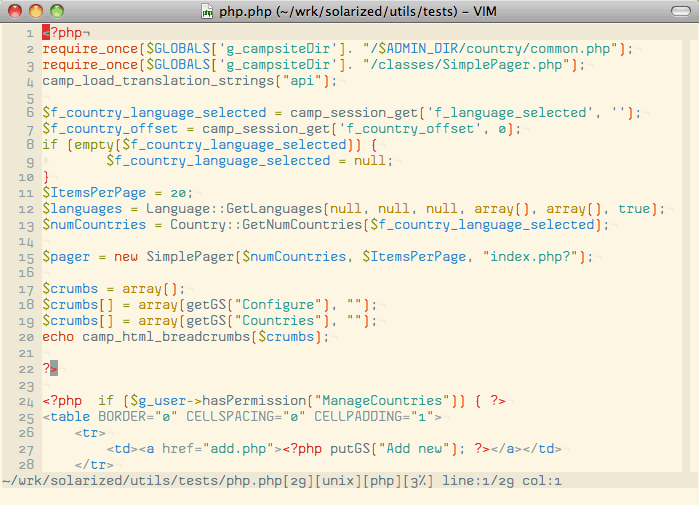 php.php (~/wrk/solarized/utils/tests) – VIM
1 <?php¬
2 require_once($GLOBALS['g_campsiteDir']. "/$ADMIN_DIR/country/common.php");¬
3 require_once($GLOBALS['g_campsiteDir']. "/classes/SimplePager.php");¬
4 camp_load_translation_strings("api");¬
5 ¬
6 $f_country_language_selected = camp_session_get('f_language_selected', '');¬
7 $f_country_offset = camp_session_get('f_country_offset', 0);¬
8 if (empty($f_country_language_selected)) {¬
9 $f_country_language_selected = null;¬
10 }¬
11 $ItemsPerPage = 20;¬
12 $languages = Language::GetLanguages(null, null, null, array(), array(), true);¬
13 $numCountries = Country::GetNumCountries($f_country_language_selected);¬
14 ¬
15 $pager = new SimplePager($numCountries, $ItemsPerPage, "index.php?");¬
16 ¬
17 $crumbs = array();¬
18 $crumbs[] = array(getGS("Configure"), "");¬
19 $crumbs[] = array(getGS("Countries"), "");¬
20 echo camp_html_breadcrumbs($crumbs);¬
21 ¬
22 ?>
23 ¬
24 <?php  if ($g_user->hasPermission("ManageCountries")) { ?>¬
25 <table BORDER="0" CELLSPACING="0" CELLPADDING="1">¬
26 <tr>¬
27 <td><a href="add.php"><?php putGS("Add new"); ?></a></td>¬
28 </tr>¬
~/wrk/solarized/utils/tests/php.php[29][unix][php][3%] line:1/29 col:1